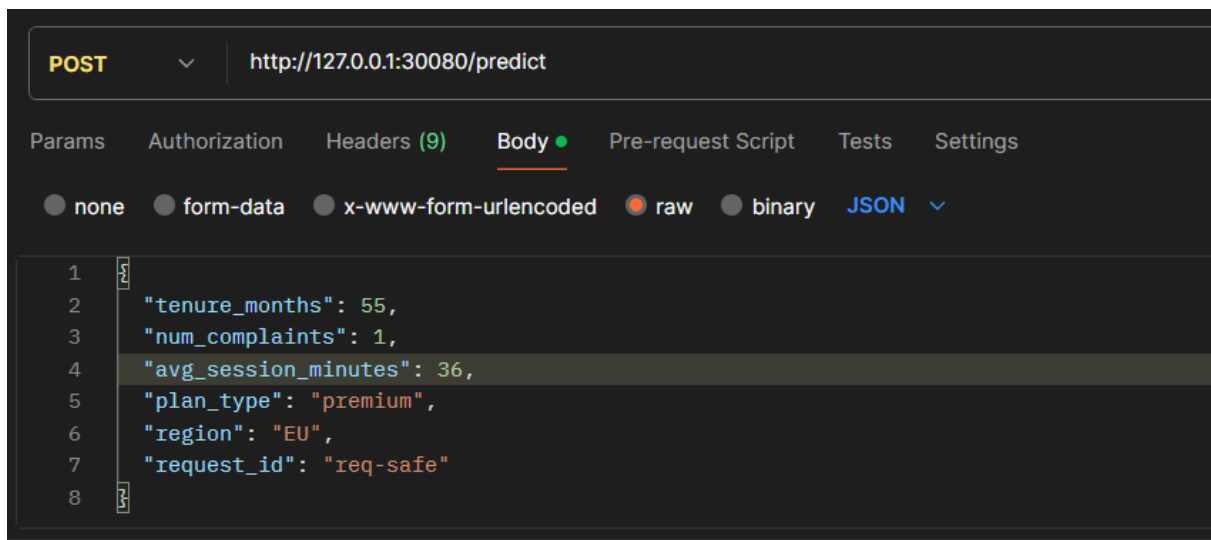 POST http://127.0.0.1:30080/predict
Params Authorization Headers (9) Body Pre-request Script Tests Settings
none form-data x-www-form-urlencoded raw binary JSON
1 {
2 "tenure_months": 55,
3 "num_complaints": 1,
4 "avg_session_minutes": 36,
5 "plan_type": "premium",
6 "region": "EU",
7 "request_id": "req-safe"
8 }